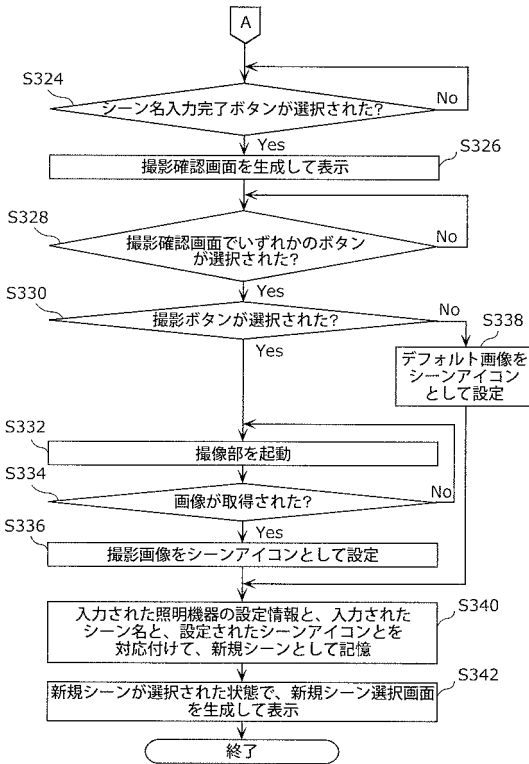 A
S324
シーン名入力完了ボタンが選択された?
No
Yes
S326
撮影確認画面を生成して表示
S328
撮影確認画面でいずれかのボタン
が選択された?
No
Yes
S330
撮影ボタンが選択された?
No
Yes
S338
デフォルト画像を
シーンアイコン
として設定
S332
撮像部を起動
S334
画像が取得された?
No
Yes
S336
撮影画像をシーンアイコンとして設定
S340
入力された照明機器の設定情報と、入力された
シーン名と、設定されたシーンアイコンとを
対応付けて、新規シーンとして記憶
S342
新規シーンが選択された状態で、新規シーン選択画面
を生成して表示
終了